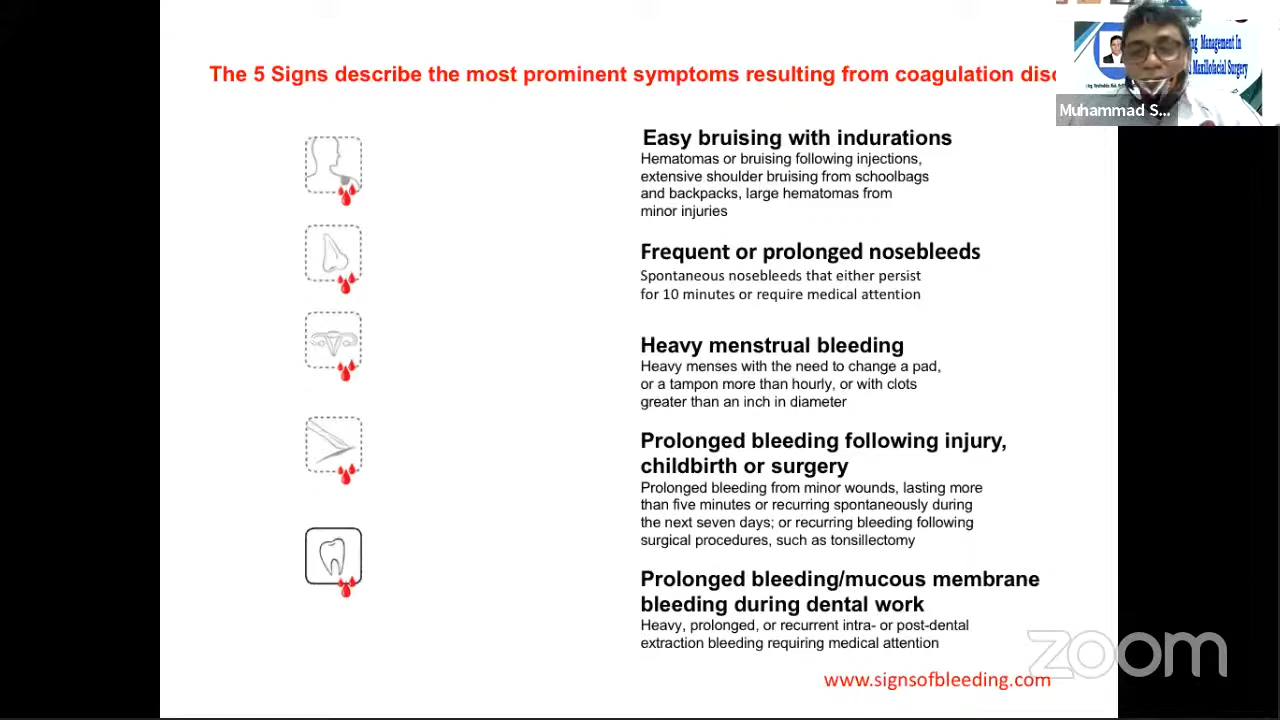 The 5 Signs describe the most prominent symptoms resulting from coagulation
Management In
Maxillofacial Surgery
Muhammad S...
Easy bruising with indurations
Hematomas or bruising following injections,
extensive shoulder bruising from schoolbags
and backpacks, large hematomas from
minor injuries
Frequent or prolonged nosebleeds
Spontaneous nosebleeds that either persist
for 10 minutes or require medical attention
Heavy menstrual bleeding
Heavy menses with the need to change a pad,
or a tampon more than hourly, or with clots
greater than an inch in diameter
Prolonged bleeding following injury,
childbirth or surgery
Prolonged bleeding from minor wounds, lasting more
than five minutes or recurring spontaneously during
the next seven days; or recurring bleeding following
surgical procedures, such as tonsillectomy
Prolonged bleeding/mucous membrane
bleeding during dental work
Heavy, prolonged, or recurrent intra- or post-dental
extraction bleeding requiring medical attention
zoom
www.signsofbleeding.com